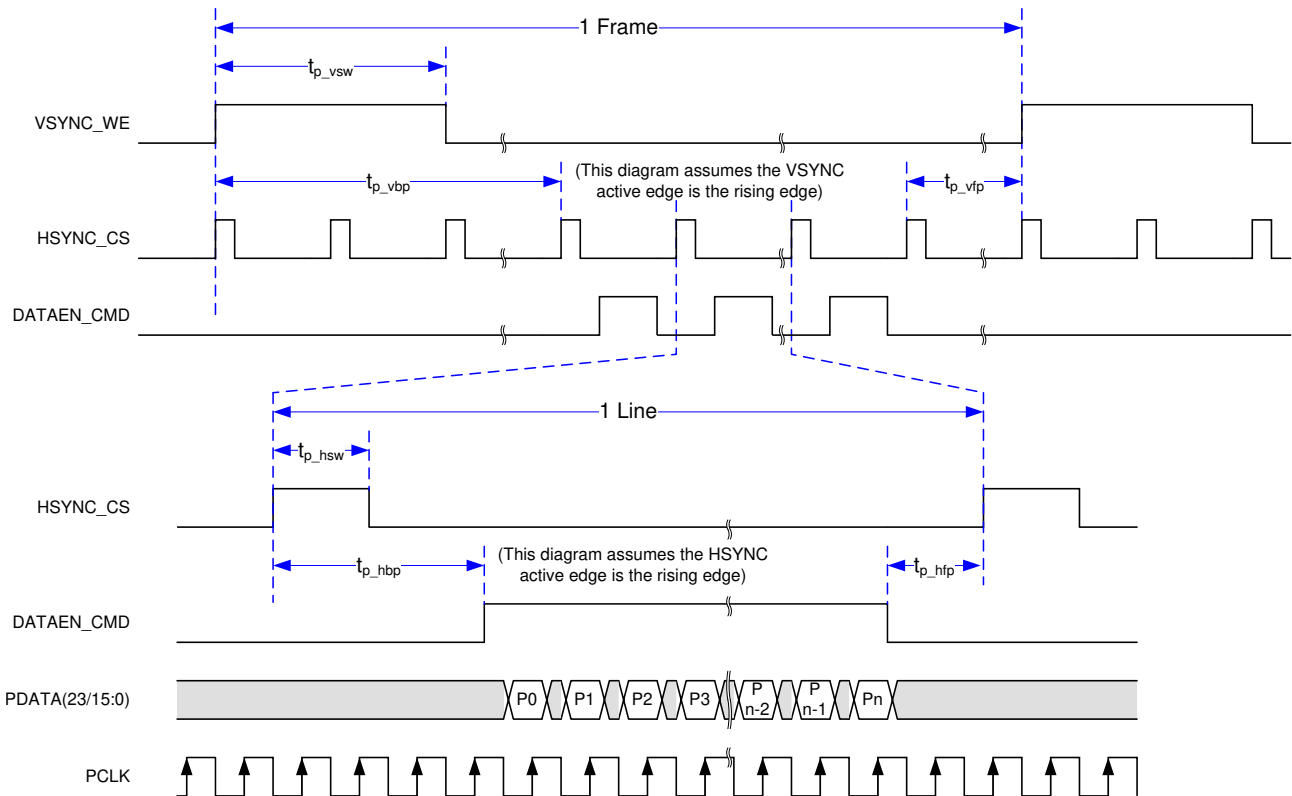 1 Frame
tp_vsw
VSYNC_WE
tp_vbp
(This diagram assumes the VSYNC
active edge is the rising edge)
tp_vfp
HSYNC_CS
DATAEN_CMD
1 Line
tp_hsw
HSYNC_CS
tp_hbp
(This diagram assumes the HSYNC
active edge is the rising edge)
tp_hfp
DATAEN_CMD
PDATA(23/15:0)
P0
P1
P2
P3
P
n-2
P
n-1
Pn
PCLK